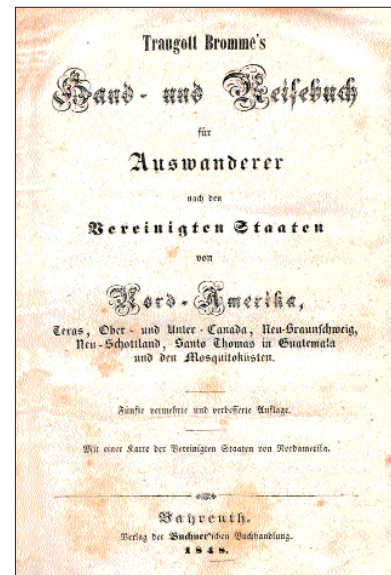 Traugott Bromme's
Hand- und Reisebuch
für
Auswanderer
nach den
Vereinigten Staaten
von
Nord-Amerika,
Texas, Ober- und Unter-Canada, Neu-Braunschweig,
Neu-Schottland, Santo Thomas in Guatemala
und den Mosquitoküsten.
Fünfte vermehrte und verbesserte Auflage.
Mit einer Karte der Vereinigten Staaten von Nordamerika.
Bayreuth.
Verlag der Buchner'schen Buchhandlung.
1848.